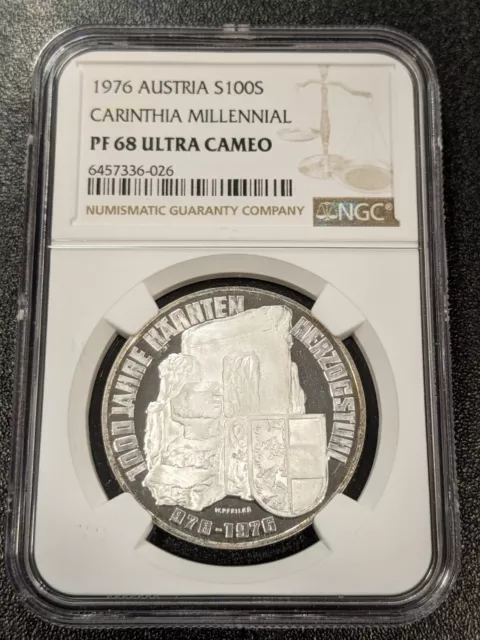 1976 AUSTRIA S100S
CARINTHIA MILLENNIAL
PF 68 ULTRA CAMEO
6457336-026
NUMISMATIC GUARANTY COMPANY
NGC®
1000 JAHRE KÄRNTEN
HERZOGSTUHL
976-1976